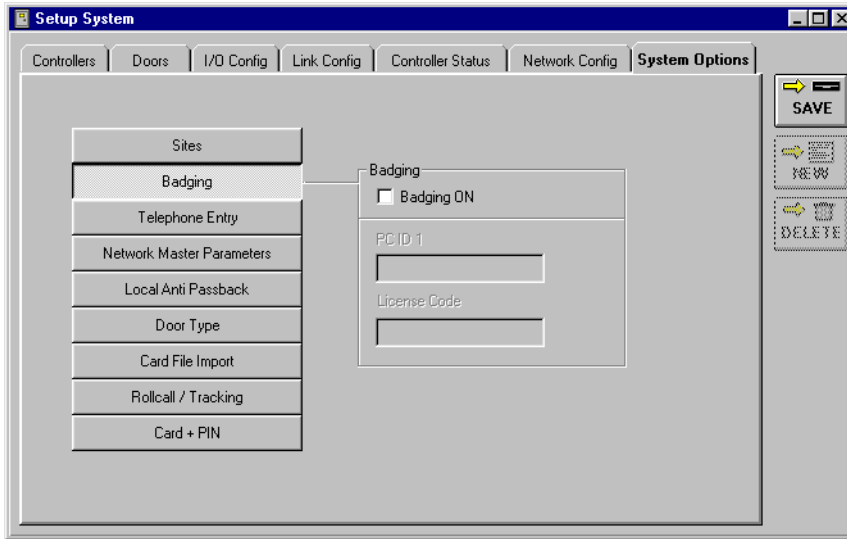 Setup System
Controllers
Doors
I/O Config
Link Config
Controller Status
Network Config
System Options
SAVE
NEW
DELETE
Sites
Badging
Telephone Entry
Network Master Parameters
Local Anti Passback
Door Type
Card File Import
Rollcall / Tracking
Card + PIN
Badging
Badging ON
PC ID 1
License Code